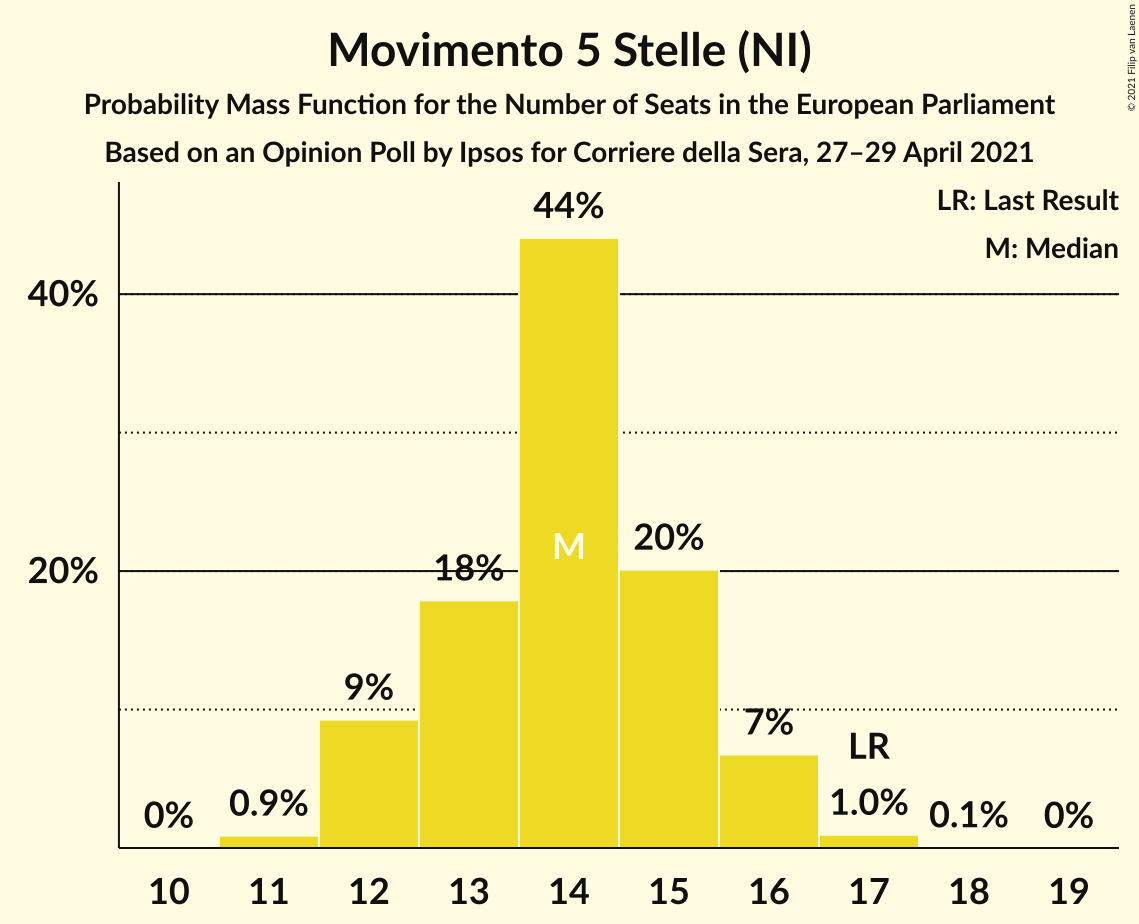 Movimento 5 Stelle (NI)
Probability Mass Function for the Number of Seats in the European Parliament
Based on an Opinion Poll by Ipsos for Corriere della Sera, 27–29 April 2021
© 2021 Filip van Laenen
LR: Last Result
M: Median
44%
40%
M
20%
18%
20%
9%
7%
LR
0%
0.9%
1.0%
0.1%
0%
10 11 12 13 14 15 16 17 18 19